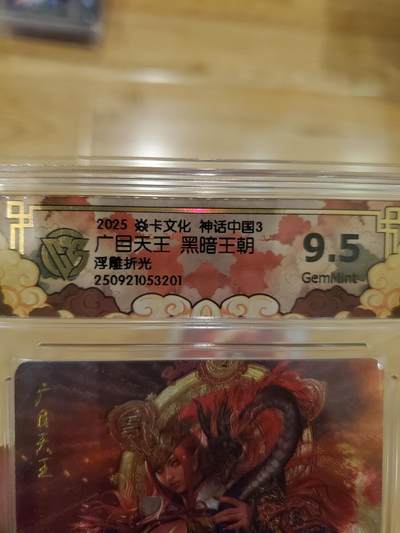 2025 焱卡文化 神话中国3
广目天王 黑暗王朝
浮雕折光
250921053201
9.5
GemMint
广目天王